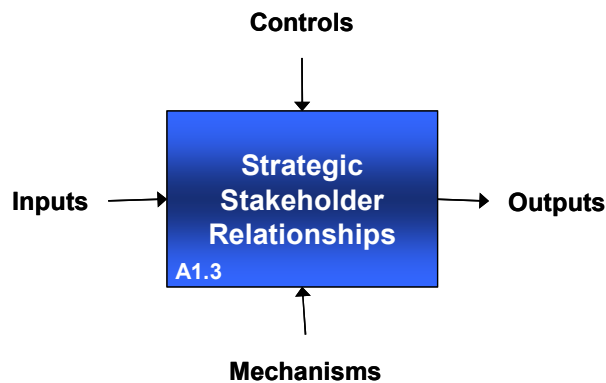 Controls
Inputs
Strategic
Stakeholder
Relationships
Outputs
A1.3
Mechanisms